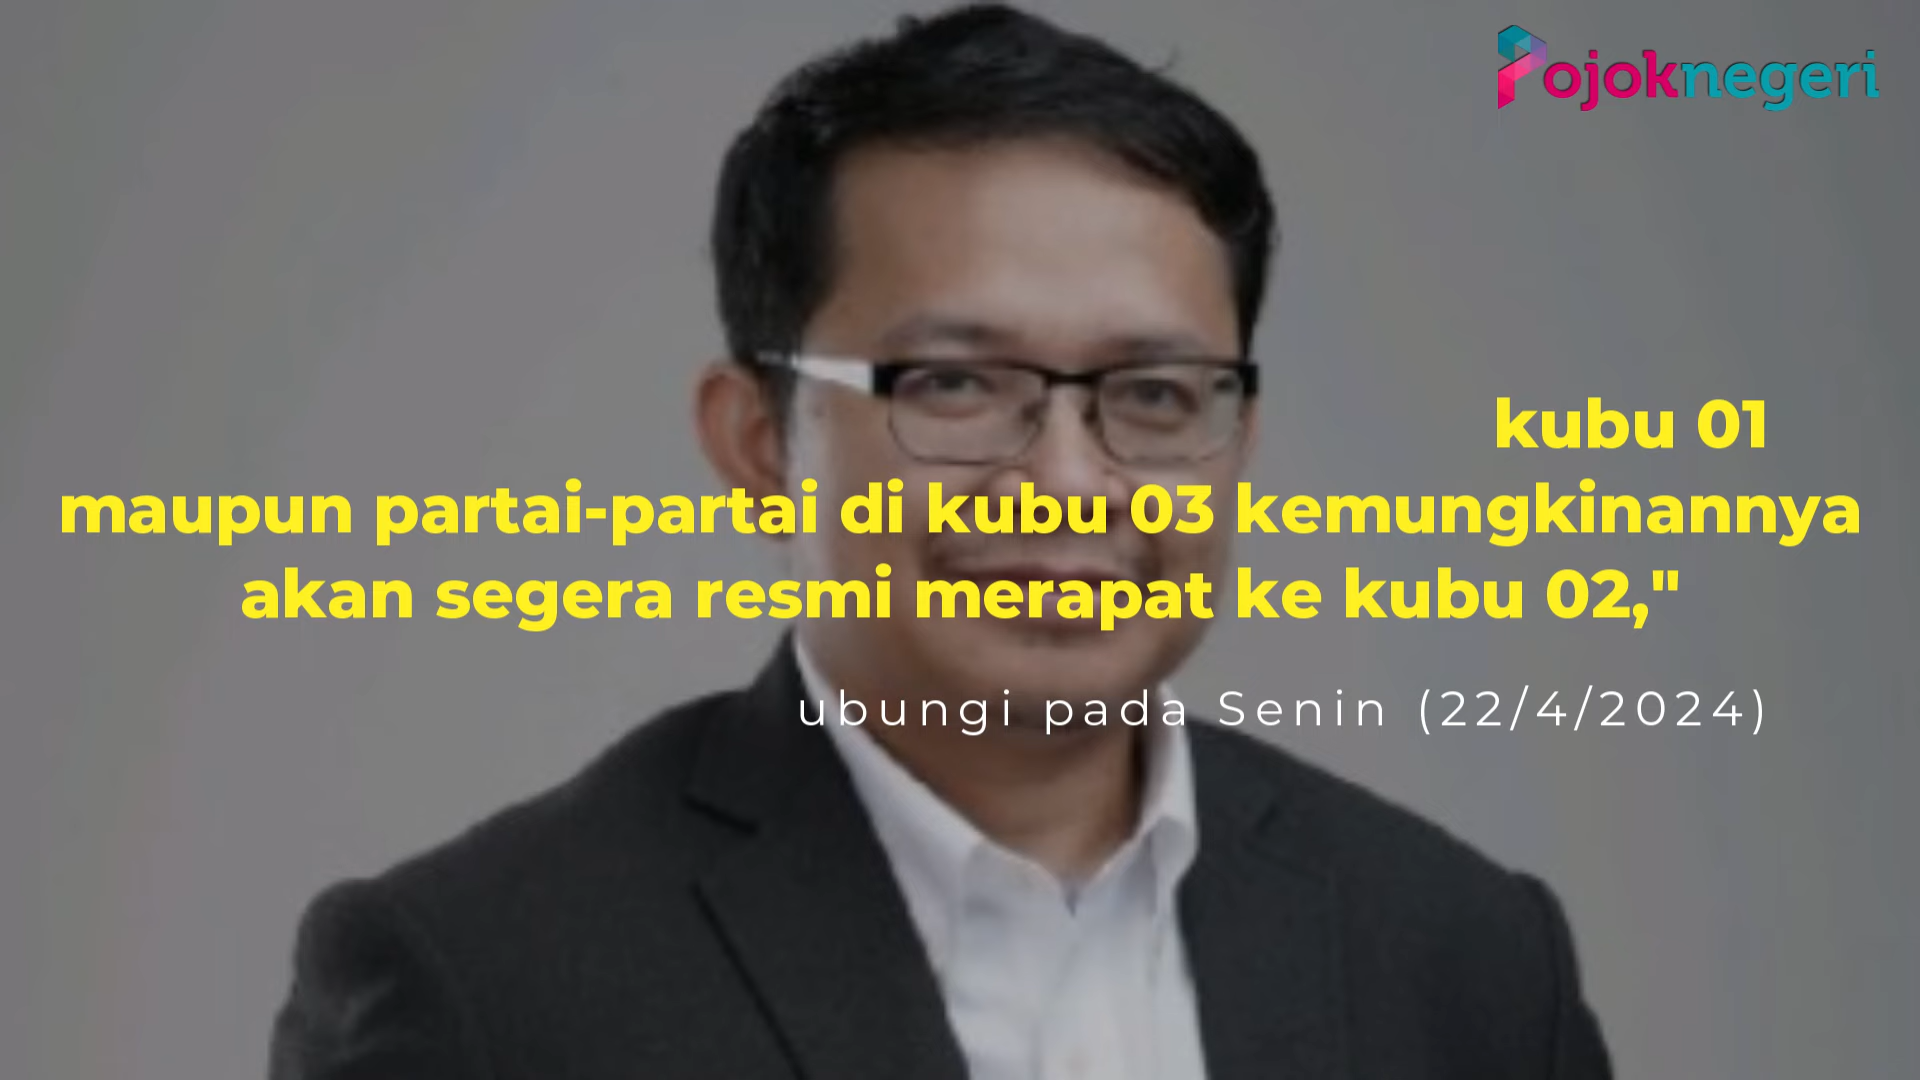 Pojoknegeri
kubu 01
maupun partai-partai di kubu 03 kemungkinannya
akan segera resmi merapat ke kubu 02,"
ubungi pada Senin (22/4/2024)